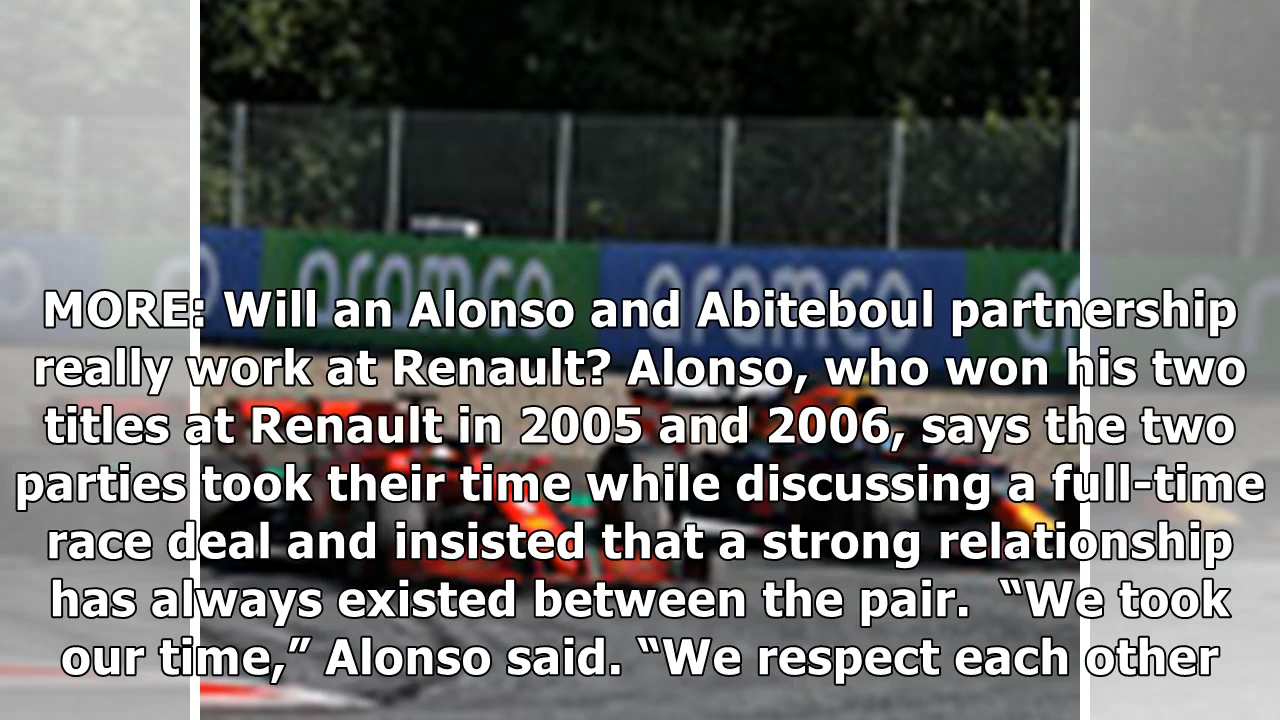 aramco aramco
MORE: Will an Alonso and Abiteboul partnership
really work at Renault? Alonso, who won his two
titles at Renault in 2005 and 2006, says the two
parties took their time while discussing a full-time
race deal and insisted that a strong relationship
has always existed between the pair.  “We took
our time,” Alonso said. “We respect each other